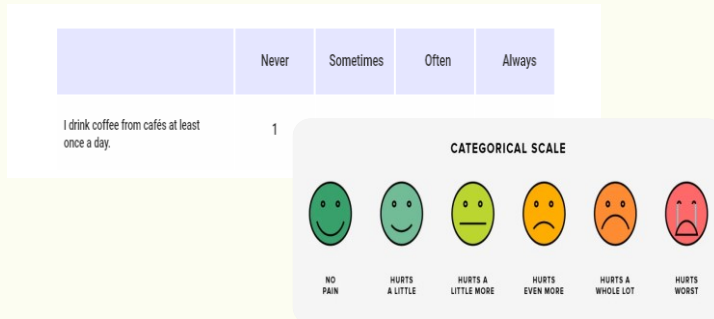 Never Sometimes Often Always
I drink coffee from cafés at least
once a day.
1
CATEGORICAL SCALE
NO
PAIN
HURTS
A LITTLE
HURTS A
LITTLE MORE
HURTS
EVEN MORE
HURTS A
WHOLE LOT
HURTS
WORST